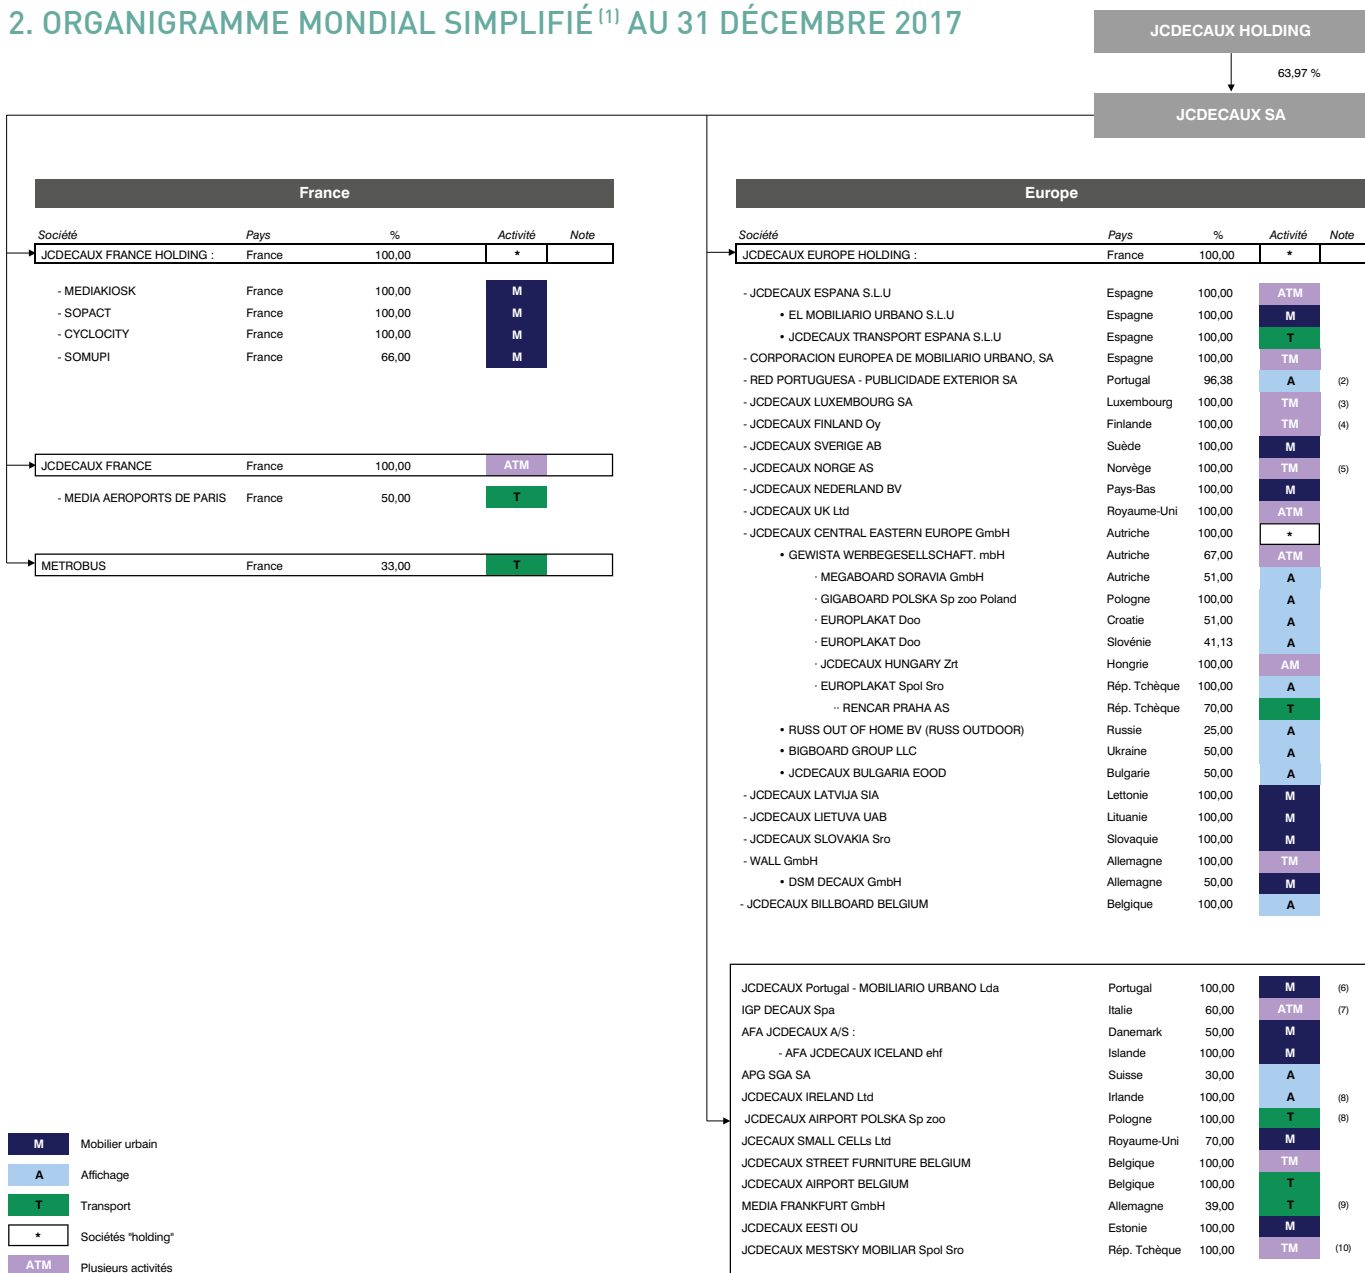 2. ORGANIGRAMME MONDIAL SIMPLIFIÉ (1) AU 31 DÉCEMBRE 2017
JCDECAUX HOLDING
63,97 %
JCDECAUX SA
France
Société Pays % Activité Note
JCDECAUX FRANCE HOLDING : France 100,00 *
- MEDIAKIOSK France 100,00 M
- SOPACT France 100,00 M
- CYCLOCITY France 100,00 M
- SOMUPI France 66,00 M
JCDECAUX FRANCE France 100,00 ATM
- MEDIA AEROPORTS DE PARIS France 50,00 T
METROBUS France 33,00 T
Europe
Société Pays % Activité Note
JCDECAUX EUROPE HOLDING : France 100,00 *
- JCDECAUX ESPANA S.L.U Espagne 100,00 ATM
• EL MOBILIARIO URBANO S.L.U Espagne 100,00 M
• JCDECAUX TRANSPORT ESPANA S.L.U Espagne 100,00 T
- CORPORACION EUROPEA DE MOBILIARIO URBANO, SA Espagne 100,00 TM
- RED PORTUGUESA - PUBLICIDADE EXTERIOR SA Portugal 96,38 A (2)
- JCDECAUX LUXEMBOURG SA Luxembourg 100,00 TM (3)
- JCDECAUX FINLAND Oy Finlande 100,00 TM (4)
- JCDECAUX SVERIGE AB Suède 100,00 M
- JCDECAUX NORGE AS Norvège 100,00 TM (5)
- JCDECAUX NEDERLAND BV Pays-Bas 100,00 M
- JCDECAUX UK Ltd Royaume-Uni 100,00 ATM
- JCDECAUX CENTRAL EASTERN EUROPE GmbH Autriche 100,00 *
• GEWISTA WERBEGESELLSCHAFT. mbH Autriche 67,00 ATM
· MEGABOARD SORAVIA GmbH Autriche 51,00 A
· GIGABOARD POLSKA Sp zoo Poland Pologne 100,00 A
· EUROPLAKAT Doo Croatie 51,00 A
· EUROPLAKAT Doo Slovénie 41,13 A
· JCDECAUX HUNGARY Zrt Hongrie 100,00 AM
· EUROPLAKAT Spol Sro Rép. Tchèque 100,00 A
·· RENCAR PRAHA AS Rép. Tchèque 70,00 T
• RUSS OUT OF HOME BV (RUSS OUTDOOR) Russie 25,00 A
• BIGBOARD GROUP LLC Ukraine 50,00 A
• JCDECAUX BULGARIA EOOD Bulgarie 50,00 A
- JCDECAUX LATVIJA SIA Lettonie 100,00 M
- JCDECAUX LIETUVA UAB Lituanie 100,00 M
- JCDECAUX SLOVAKIA Sro Slovaquie 100,00 M
- WALL GmbH Allemagne 100,00 TM
• DSM DECAUX GmbH Allemagne 50,00 M
- JCDECAUX BILLBOARD BELGIUM Belgique 100,00 A
JCDECAUX Portugal - MOBILIARIO URBANO Lda Portugal 100,00 M (6)
IGP DECAUX Spa Italie 60,00 ATM (7)
AFA JCDECAUX A/S : Danemark 50,00 M
- AFA JCDECAUX ICELAND ehf Islande 100,00 M
APG SGA SA Suisse 30,00 A
JCDECAUX IRELAND Ltd Irlande 100,00 A (8)
JCDECAUX AIRPORT POLSKA Sp zoo Pologne 100,00 T (8)
JCECAUX SMALL CELLs Ltd Royaume-Uni 70,00 M
JCDECAUX STREET FURNITURE BELGIUM Belgique 100,00 TM
JCDECAUX AIRPORT BELGIUM Belgique 100,00 T
MEDIA FRANKFURT GmbH Allemagne 39,00 T (9)
JCDECAUX EESTI OU Estonie 100,00 M
JCDECAUX MESTSKY MOBILIAR Spol Sro Rép. Tchèque 100,00 TM (10)
M Mobilier urbain
A Affichage
T Transport
* Sociétés "holding"
ATM Plusieurs activités